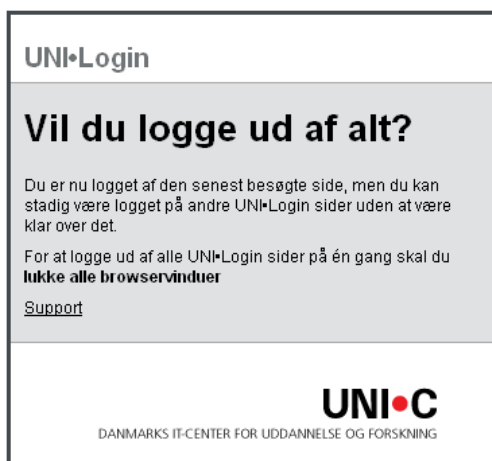 UNI•Login
Vil du logge ud af alt?
Du er nu logget af den senest besøgte side, men du kan
stadig være logget på andre UNI•Login sider uden at være
klar over det.
For at logge ud af alle UNI•Login sider på én gang skal du
lukke alle browservinduer
Support
UNI•C
DANMARKS IT-CENTER FOR UDDANNELSE OG FORSKNING